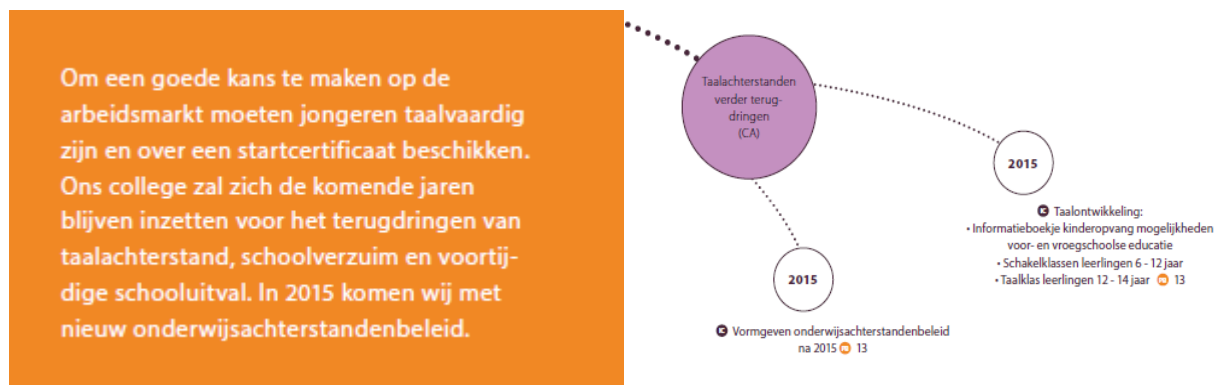 Om een goede kans te maken op de
arbeidsmarkt moeten jongeren taalvaardig
zijn en over een startcertificaat beschikken.
Ons college zal zich de komende jaren
blijven inzetten voor het terugdringen van
taalachterstand, schoolverzuim en voortij-
dige schooluitval. In 2015 komen wij met
nieuw onderwijsachterstandenbeleid.
Taalachterstanden
verder terug-
dringen
(CA)
2015
Taalontwikkeling:
• Informatieboekje kinderopvang mogelijkheden
voor- en vroegschoolse educatie
• Schakelklassen leerlingen 6 - 12 jaar
• Taalklas leerlingen 12 - 14 jaar 13
2015
Vormgeven onderwijsachterstandenbeleid
na 2015 13